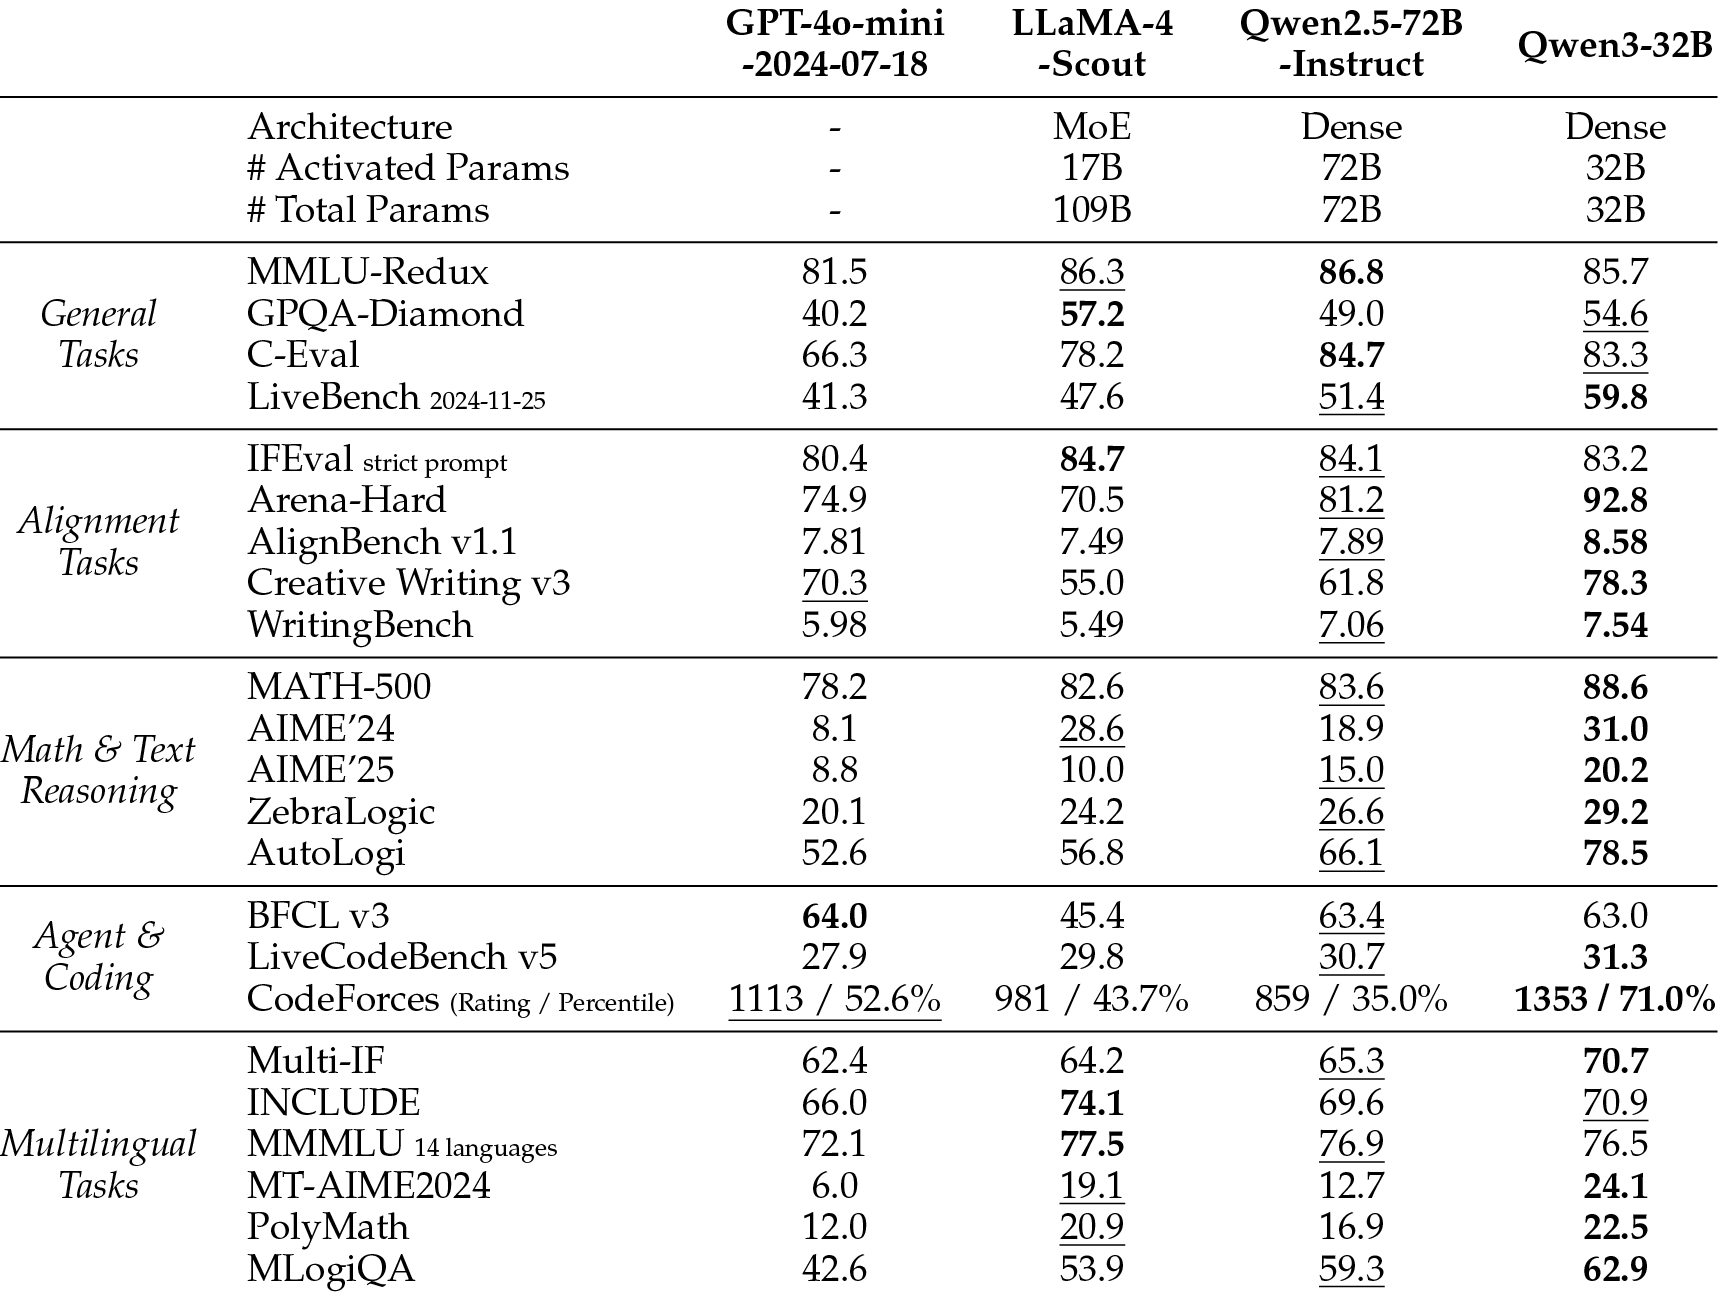 GPT-4o-mini LLaMA-4 Qwen2.5-72B Qwen3-32B
-2024-07-18 -Scout -Instruct
Architecture - MoE Dense Dense
# Activated Params - 17B 72B 32B
# Total Params - 109B 72B 32B
General Tasks
MMLU-Redux 81.5 86.3 86.8 85.7
GPQA-Diamond 40.2 57.2 49.0 54.6
C-Eval 66.3 78.2 84.7 83.3
LiveBench 2024-11-25 41.3 47.6 51.4 59.8
Alignment Tasks
IFEval strict prompt 80.4 84.7 84.1 83.2
Arena-Hard 74.9 70.5 81.2 92.8
AlignBench v1.1 7.81 7.49 7.89 8.58
Creative Writing v3 70.3 55.0 61.8 78.3
WritingBench 5.98 5.49 7.06 7.54
Math & Text Reasoning
MATH-500 78.2 82.6 83.6 88.6
AIME'24 8.1 28.6 18.9 31.0
AIME'25 8.8 10.0 15.0 20.2
ZebraLogic 20.1 24.2 26.6 29.2
AutoLogi 52.6 56.8 66.1 78.5
Agent & Coding
BFCL v3 64.0 45.4 63.4 63.0
LiveCodeBench v5 27.9 29.8 30.7 31.3
CodeForces (Rating / Percentile) 1113 / 52.6% 981 / 43.7% 859 / 35.0% 1353 / 71.0%
Multilingual Tasks
Multi-IF 62.4 64.2 65.3 70.7
INCLUDE 66.0 74.1 69.6 70.9
MMMLU 14 languages 72.1 77.5 76.9 76.5
MT-AIME2024 6.0 19.1 12.7 24.1
PolyMath 12.0 20.9 16.9 22.5
MLogiQA 42.6 53.9 59.3 62.9